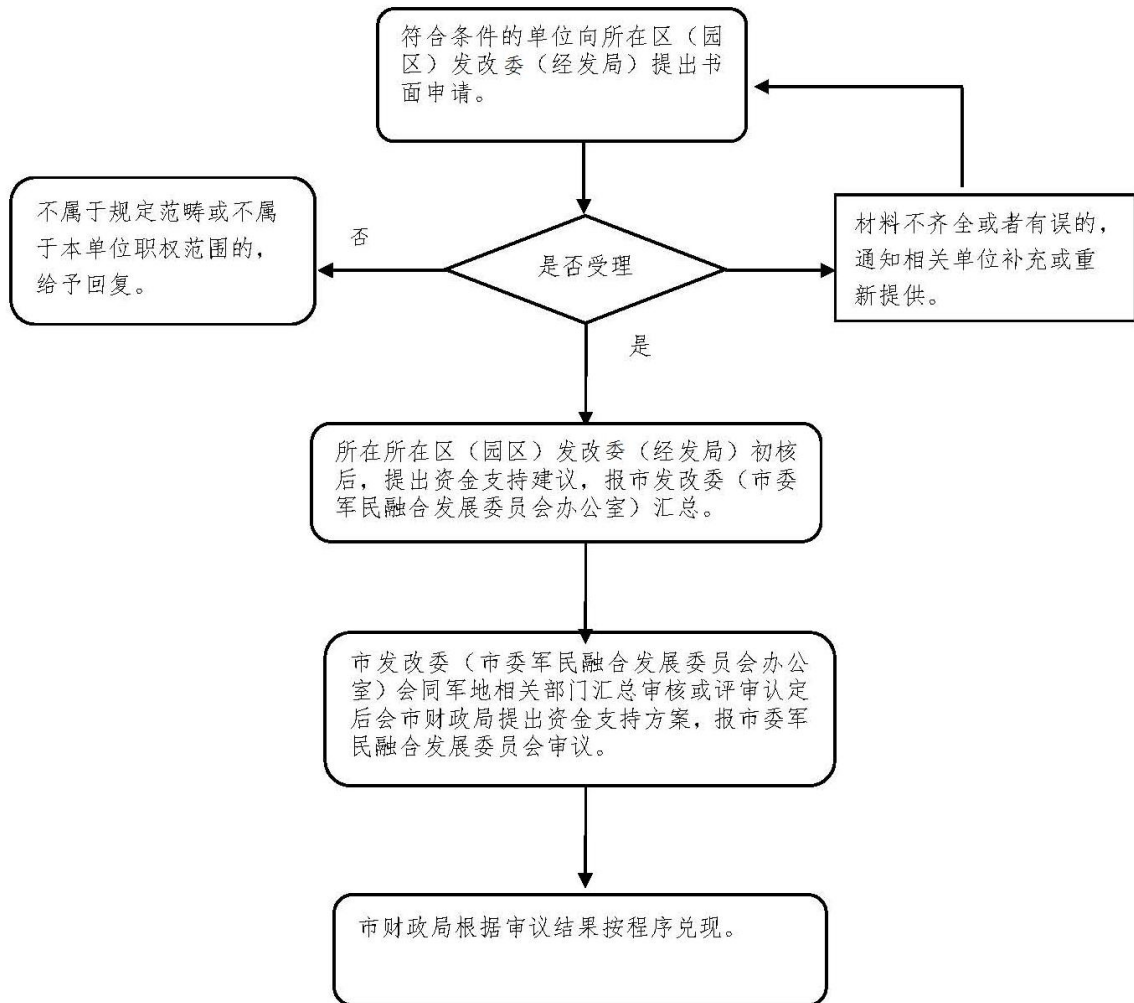 符合条件的单位向所在区（园
区）发改委（经发局）提出书
面申请。
不属于规定范畴或不属
于本单位职权范围的，
给予回复。
否
是否受理
材料不齐全或者有误的，
通知相关单位补充或重
新提供。
是
所在所在区（园区）发改委（经发局）初核
后，提出资金支持建议，报市发改委（市委
军民融合发展委员会办公室）汇总。
市发改委（市委军民融合发展委员会办公
室）会同军地相关部门汇总审核或评审认定
后会市财政局提出资金支持方案，报市委军
民融合发展委员会审议。
市财政局根据审议结果按程序兑现。